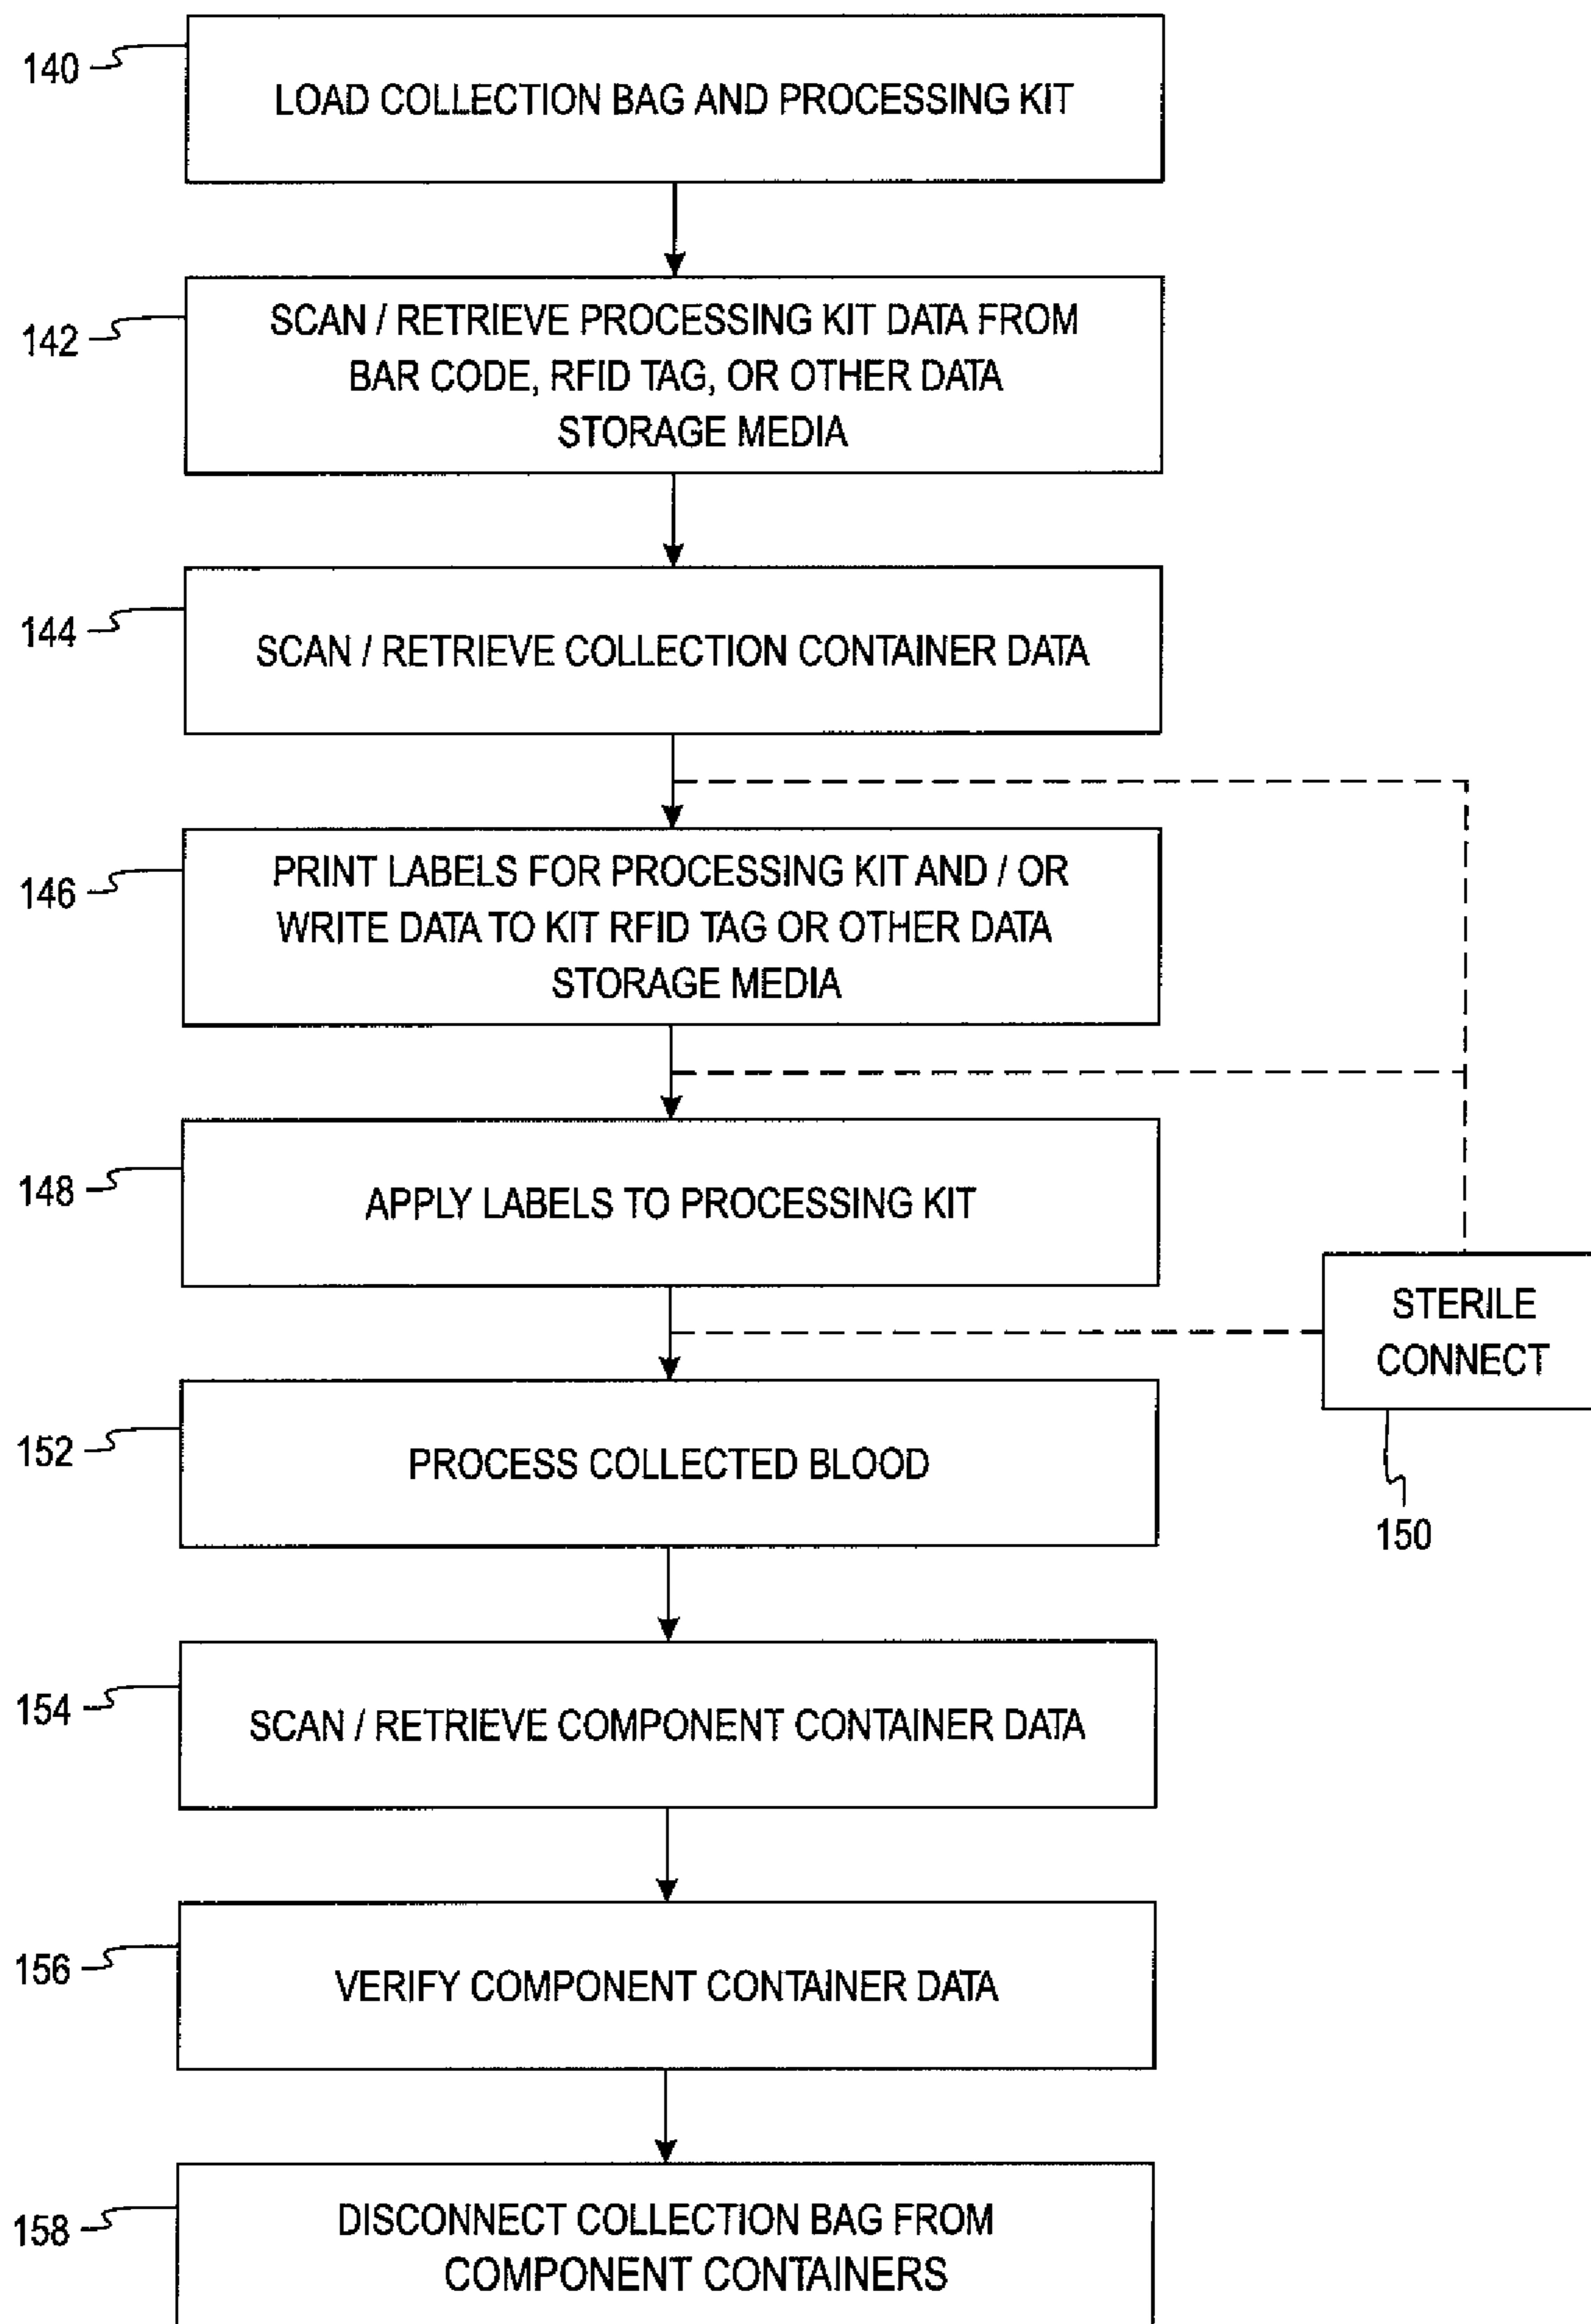 140
LOAD COLLECTION BAG AND PROCESSING KIT
142
SCAN / RETRIEVE PROCESSING KIT DATA FROM
BAR CODE, RFID TAG, OR OTHER DATA
STORAGE MEDIA
144
SCAN / RETRIEVE COLLECTION CONTAINER DATA
146
PRINT LABELS FOR PROCESSING KIT AND / OR
WRITE DATA TO KIT RFID TAG OR OTHER DATA
STORAGE MEDIA
148
APPLY LABELS TO PROCESSING KIT
STERILE
CONNECT
150
152
PROCESS COLLECTED BLOOD
154
SCAN / RETRIEVE COMPONENT CONTAINER DATA
156
VERIFY COMPONENT CONTAINER DATA
158
DISCONNECT COLLECTION BAG FROM
COMPONENT CONTAINERS